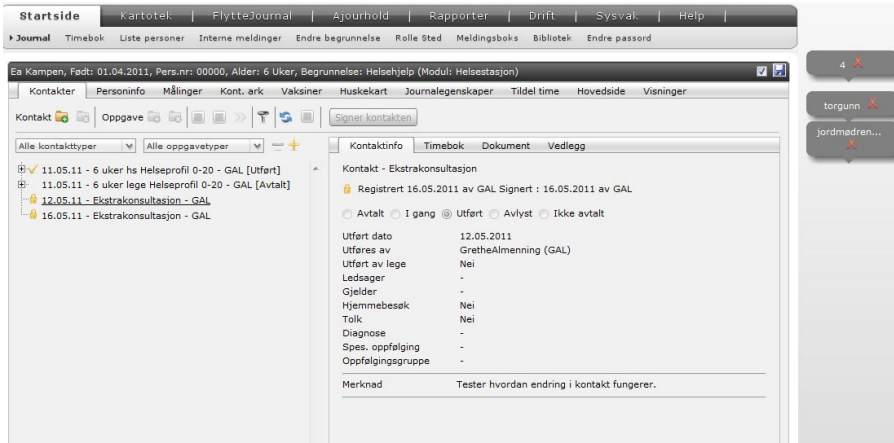 Startside | Kartotek | FlytteJournal | Ajourhold | Rapporter | Drift | Sysvak | Help |
Journal Timebok Liste personer Interne meldinger Endre begrunnelse Rolle Sted Meldingsboks Bibliotek Endre passord
4 X
torgunn X
jordmødren...
X
Ea Kampen, Født: 01.04.2011, Pers.nr: 00000, Alder: 6 Uker, Begrunnelse: Helsehjelp (Modul: Helsestasjon)
Kontakter Personinfo Målinger Kont. ark Vaksiner Huskekart Journalegenskaper Tildel time Hovedside Visninger
Kontakt Oppgave Signer kontakten
Alle kontakttyper Alle oppgavetyper
11.05.11 - 6 uker hs Helseprofil 0-20 - GAL [Utført]
11.05.11 - 6 uker lege Helseprofil 0-20 - GAL [Avtalt]
12.05.11 - Ekstrakonsultasjon - GAL
16.05.11 - Ekstrakonsultasjon - GAL
Kontaktinfo Timebok Dokument Vedlegg
Kontakt - Ekstrakonsultasjon
Registrert 16.05.2011 av GAL Signert : 16.05.2011 av GAL
Avtalt I gang Utført Avlyst Ikke avtalt
Utført dato 12.05.2011
Utføres av GretheAlmenning (GAL)
Utført av lege Nei
Ledsager -
Gjelder -
Hjemmebesøk Nei
Tolk Nei
Diagnose -
Spes. oppfølging -
Oppfølgingsgruppe -
Merknad Tester hvordan endring i kontakt fungerer.